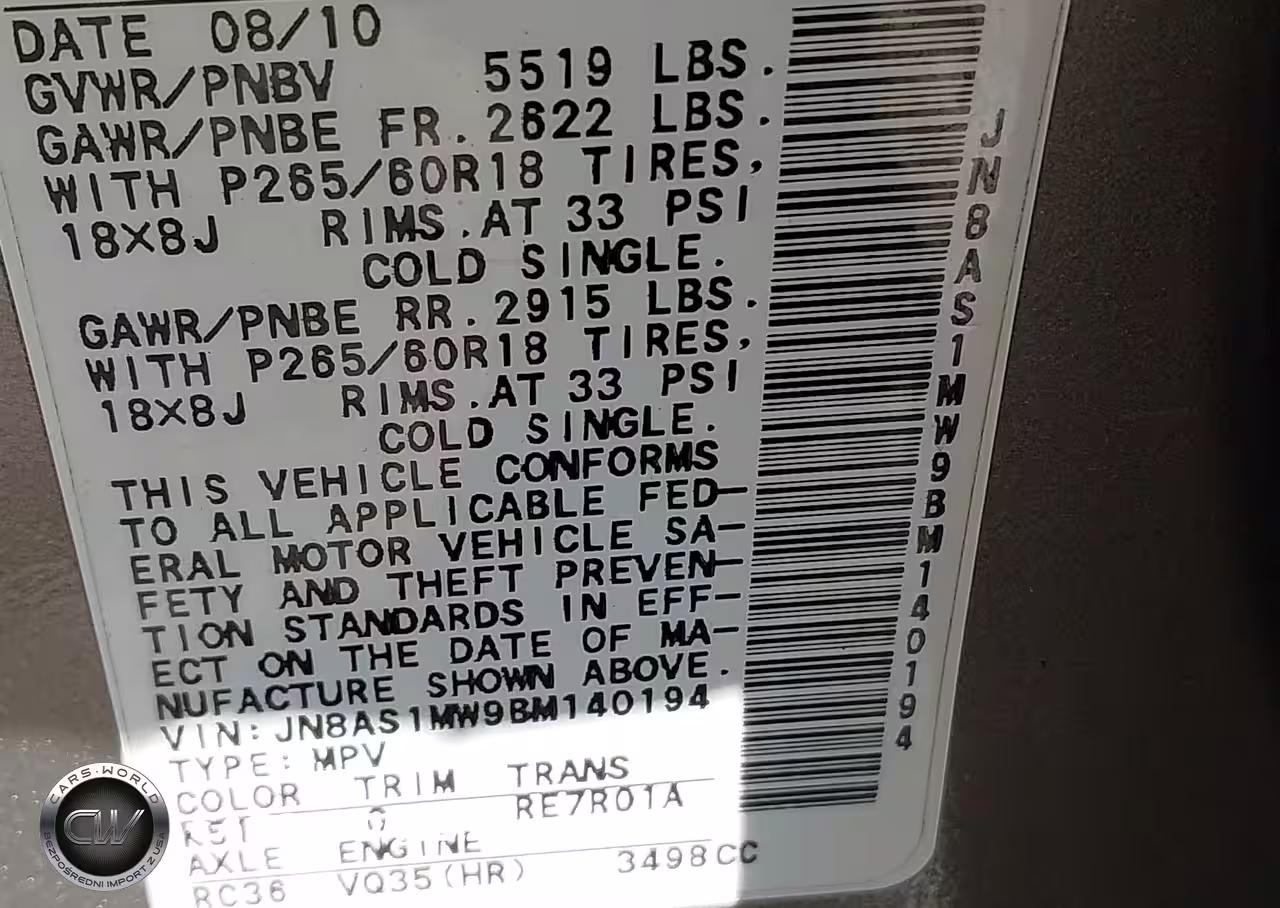 DATE 08/10
GVWR/PNBV 5519 LBS.
GAWR/PNBE FR. 2622 LBS.
WITH P265/60R18 TIRES,
18X8J RIMS. AT 33 PSI
COLD SINGLE.
GAWR/PNBE RR. 2915 LBS.
WITH P265/60R18 TIRES,
18X8J RIMS. AT 33 PSI
COLD SINGLE.
THIS VEHICLE CONFORMS
TO ALL APPLICABLE FED-
ERAL MOTOR VEHICLE SA-
FETY AND THEFT PREVEN-
TION STANDARDS IN EFF-
ECT ON THE DATE OF MA-
NUFACTURE SHOWN ABOVE.
VIN: JN8AS1MW9BM140194
TYPE: MPV
COLOR TRIM TRANS
RE7R01A
AXLE ENGINE
RC36 VQ35(HR) 3498CC
JN8AS1MW9BM140194
CARS-WORLD
CW
BEZPOŚREDNI IMPORT Z USA